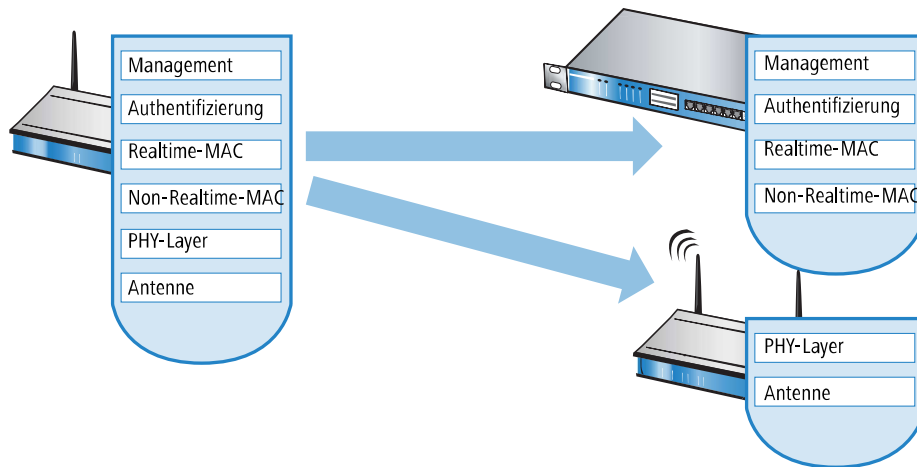 Management
Authentifizierung
Realtime-MAC
Non-Realtime-MAC
PHY-Layer
Antenne
Management
Authentifizierung
Realtime-MAC
Non-Realtime-MAC
PHY-Layer
Antenne